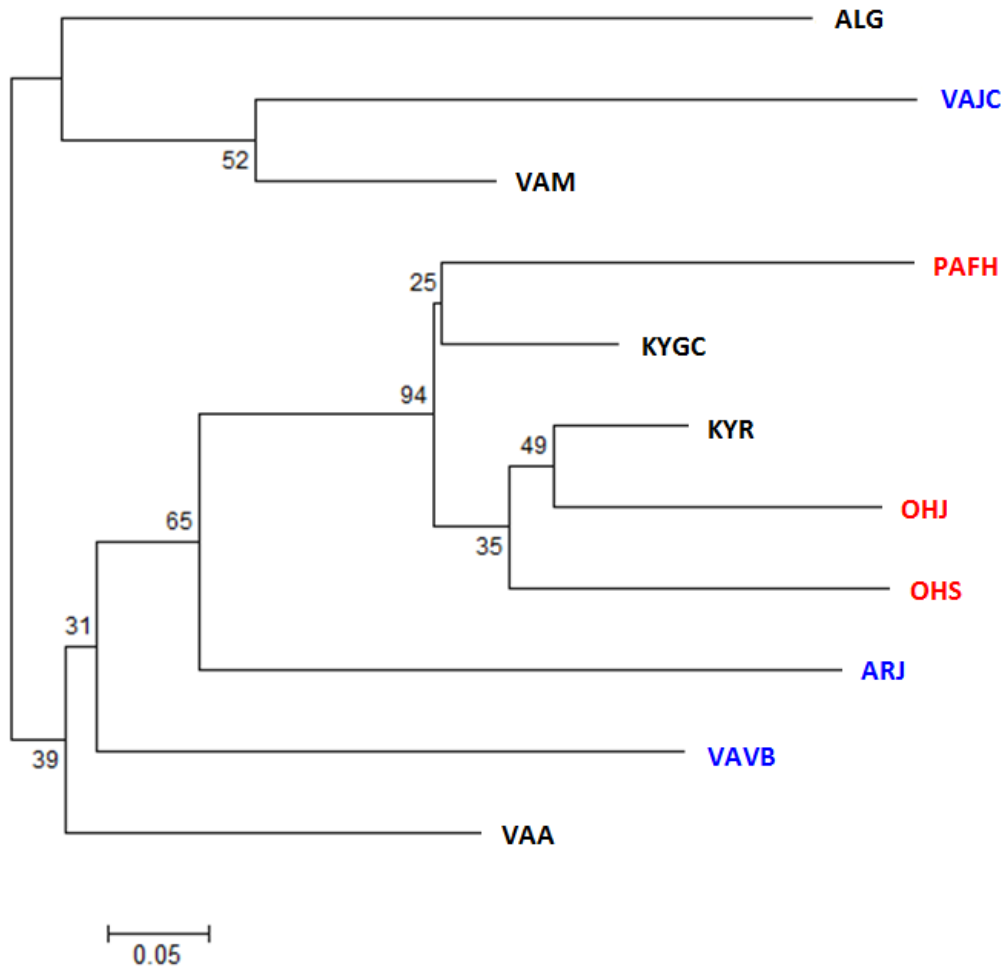 ALG
VAJC
52
VAM
PAFH
25
KYGC
94
KYR
49
OHJ
65
35
OHS
31
ARJ
VAVB
39
VAA
0.05